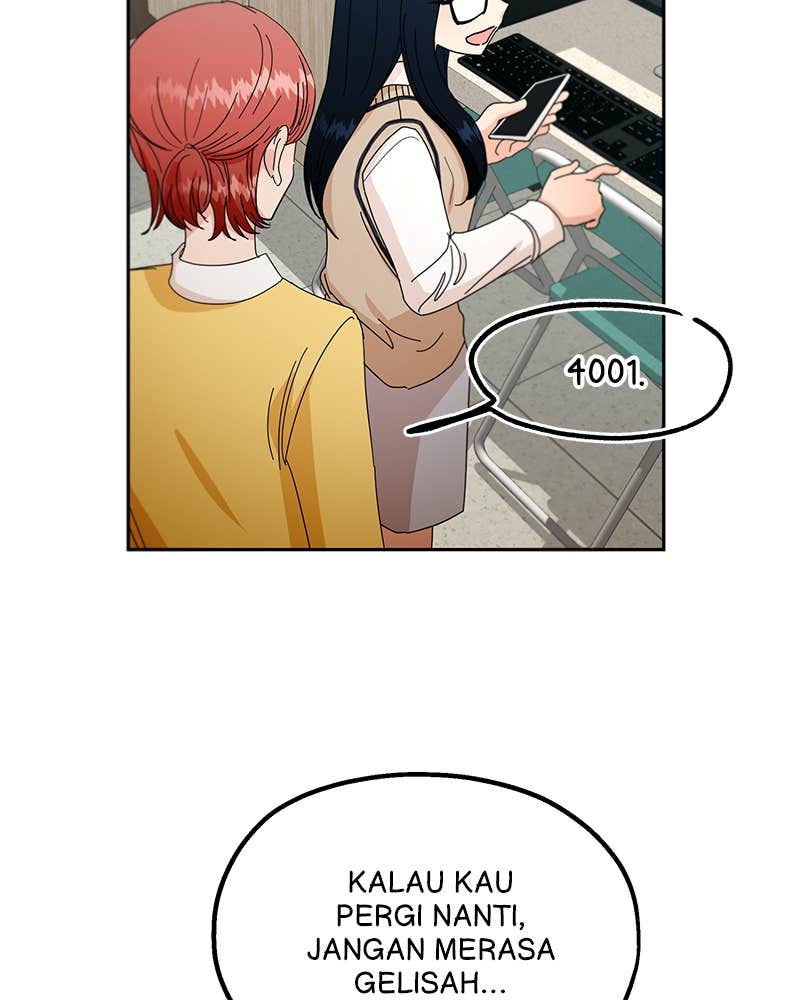 4001.
KALAU KAU
PERGI NANTI,
JANGAN MERASA
GELISAH...